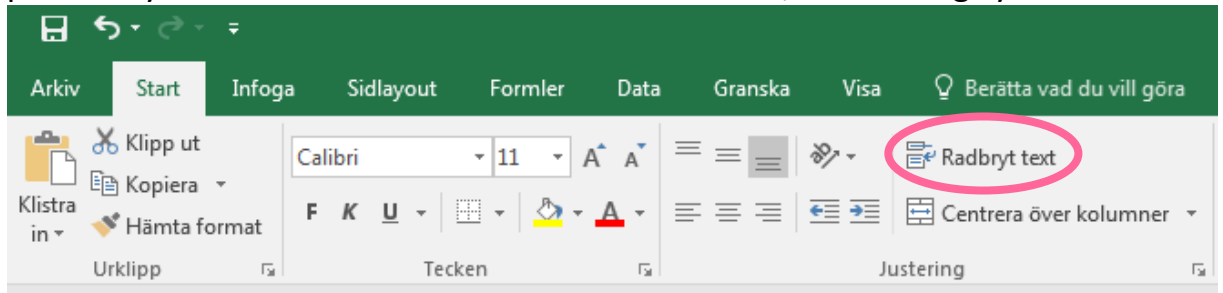 Arkiv Start Infoga Sidlayout Formler Data Granska Visa Berätta vad du vill göra
Klistra in
Klipp ut
Kopiera
Hämta format
Urklipp
Calibri 11 A A
F K U A
Tecken
Radbryt text
Centrera över kolumner
Justering